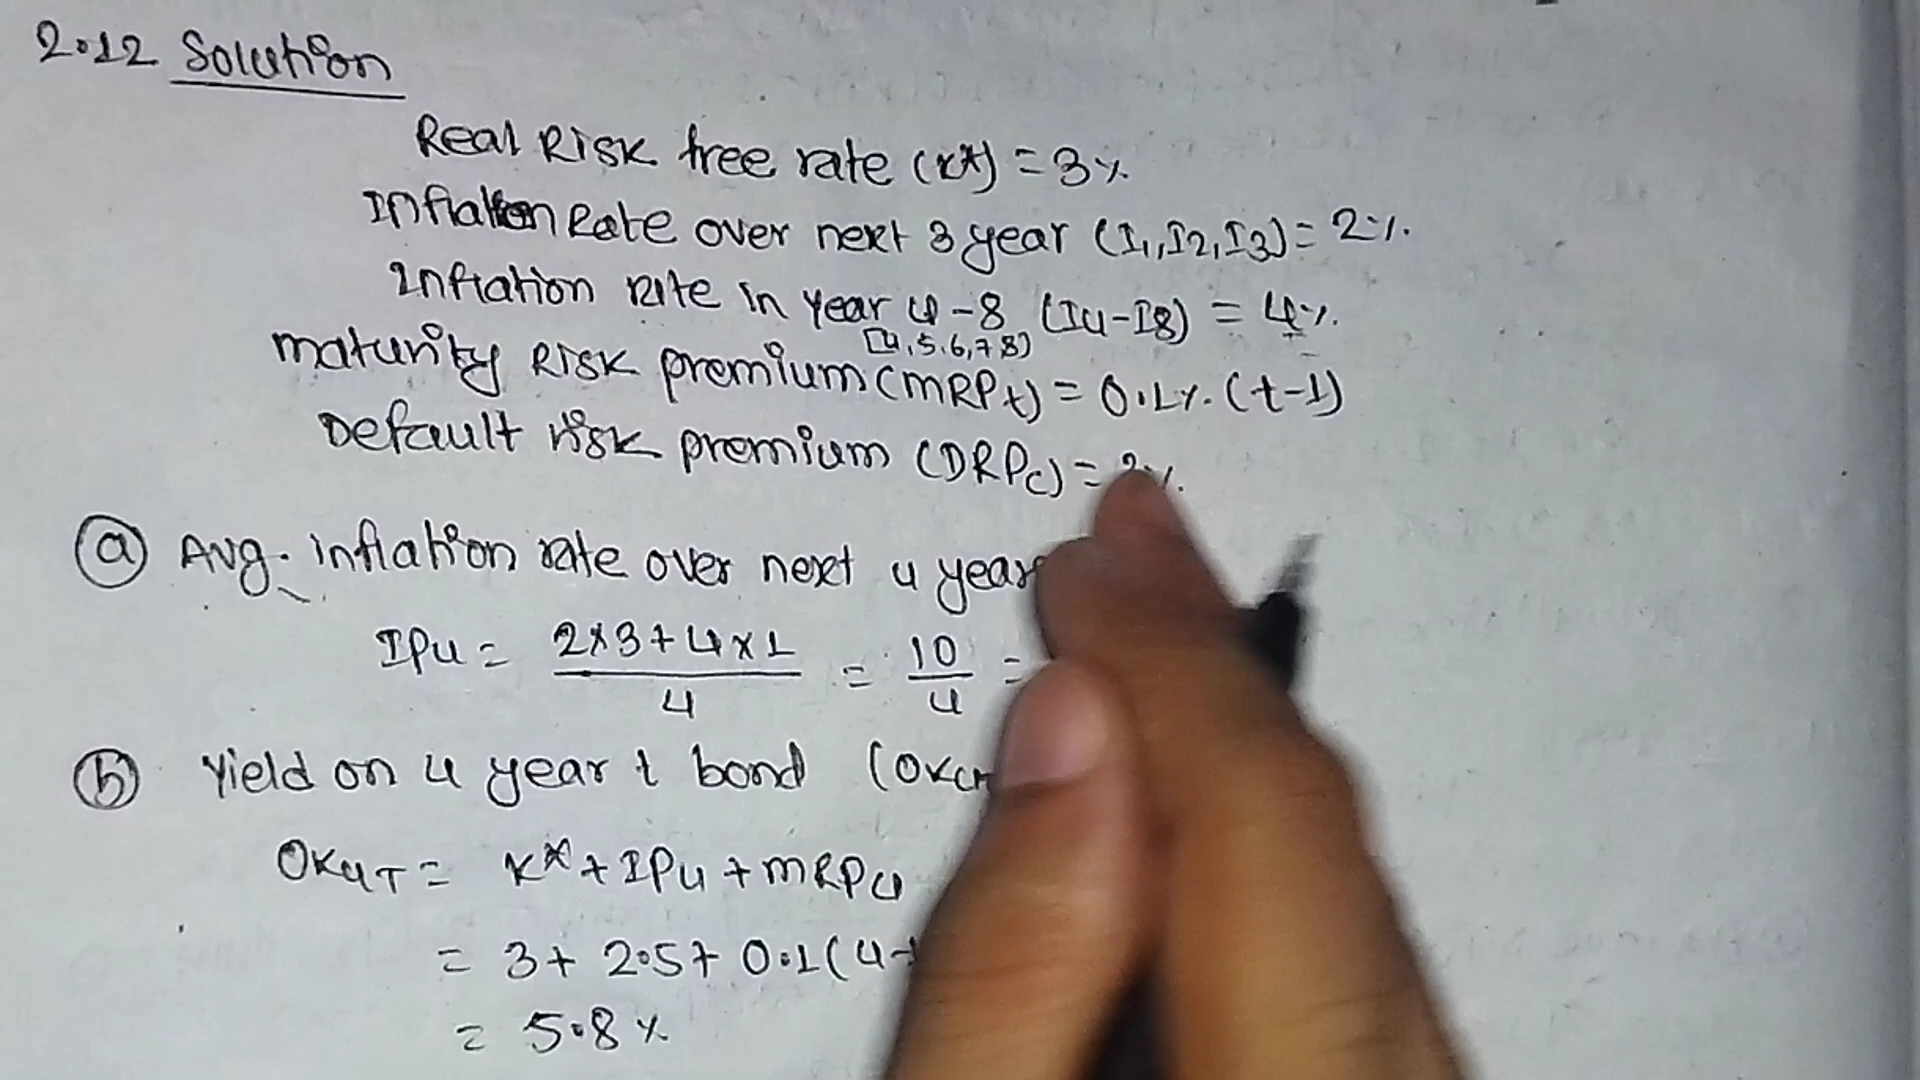 2.12 Solution
Real Risk free rate (k*) = 3%
Inflation Rate over next 3 year (I1, I2, I3) = 2%.
Inflation rate in year 4-8 (I4-I8) = 4%.
[4,5,6,7 8]
maturity Risk premium (MRPt) = 0.1%. (t-1)
Default risk premium (DRPc) =
(a) Avg. inflation rate over next 4 year
IP4 = 2×3+4×1 / 4 = 10 / 4 =
(b) Yield on 4 year t bond
OK4T = K* + IP4 + MRP4
= 3+ 2.5+ 0.1(4-
= 5.8%